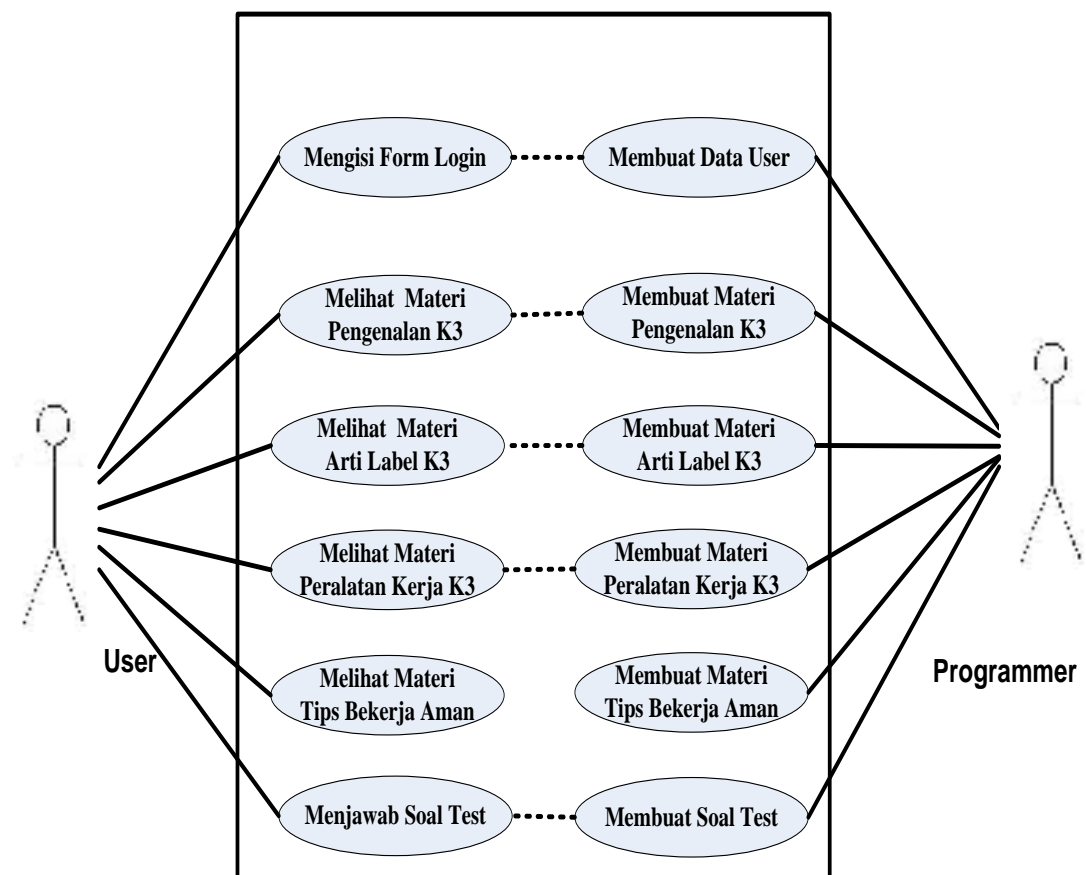 Mengisi Form Login
Membuat Data User
Melihat Materi
Pengenalan K3
Membuat Materi
Pengenalan K3
Melihat Materi
Arti Label K3
Membuat Materi
Arti Label K3
Melihat Materi
Peralatan Kerja K3
Membuat Materi
Peralatan Kerja K3
User
Melihat Materi
Tips Bekerja Aman
Membuat Materi
Tips Bekerja Aman
Programmer
Menjawab Soal Test
Membuat Soal Test